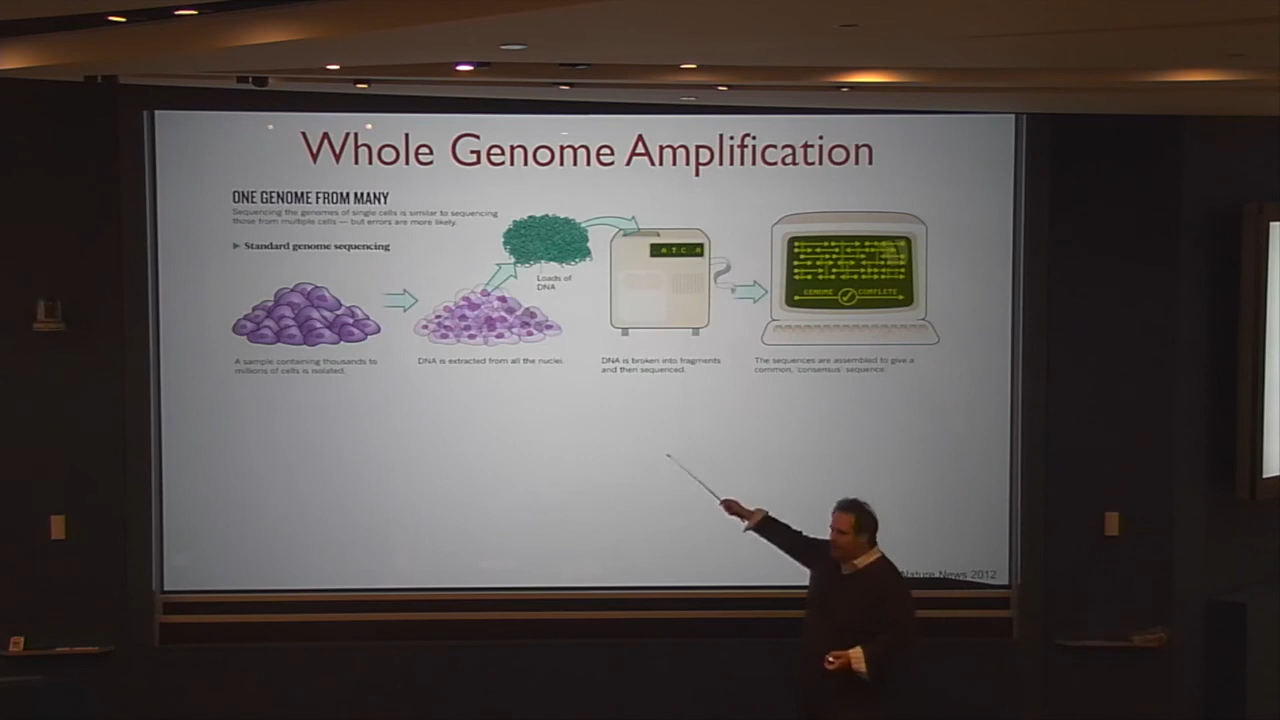 Whole Genome Amplification
ONE GENOME FROM MANY
Sequencing the genomes of single cells is similar to sequencing
those from multiple cells — but errors are more likely.
Standard genome sequencing
Loads of
DNA
A.T.C..A
GENOME COMPLETE
A sample containing thousands to
millions of cells is isolated.
DNA is extracted from all the nuclei.
DNA is broken into fragments
and then sequenced.
The sequences are assembled to give a
common, 'consensus' sequence.
Nature News 2012